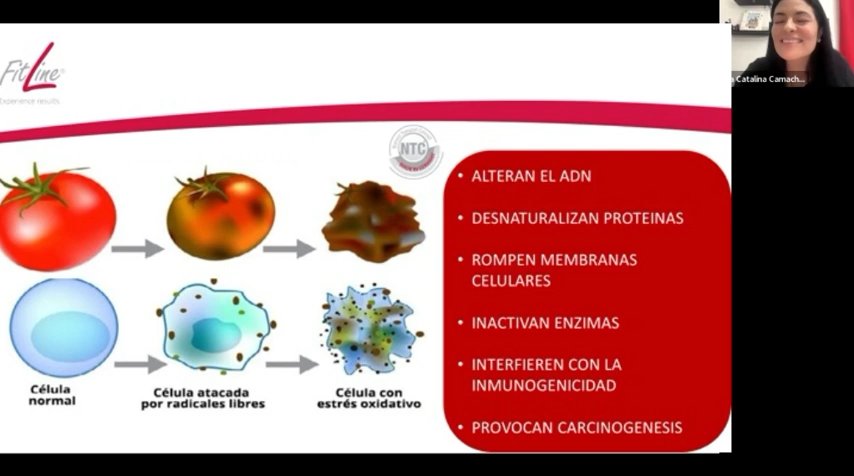 FitLine
Experience results.
NTC
Catalina Camach...
• ALTERAN EL ADN
• DESNATURALIZAN PROTEINAS
• ROMPEN MEMBRANAS
CELULARES
• INACTIVAN ENZIMAS
• INTERFIEREN CON LA
INMUNOGENICIDAD
• PROVOCAN CARCINOGENESIS
Célula
normal
Célula atacada
por radicales libres
Célula con
estrés oxidativo